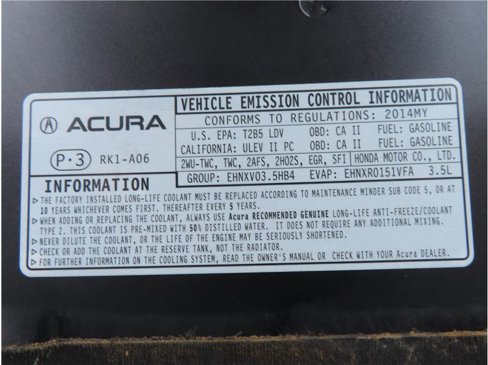 ACURA
P·3 RK1-A06
VEHICLE EMISSION CONTROL INFORMATION
CONFORMS TO REGULATIONS: 2014MY
U.S. EPA: T2B5 LDV OBD: CA II FUEL: GASOLINE
CALIFORNIA: ULEV II PC OBD: CA II FUEL: GASOLINE
2WU-TWC, TWC, 2AFS, 2HO2S, EGR, SFI HONDA MOTOR CO., LTD.
GROUP: EHNXV03.5HB4 EVAP: EHNXR0151VFA 3.5L
INFORMATION
▷THE FACTORY INSTALLED LONG-LIFE COOLANT MUST BE REPLACED ACCORDING TO MAINTENANCE MINDER SUB CODE 5, OR AT
10 YEARS WHICHEVER COMES FIRST. THEREAFTER REPLACE EVERY 5 YEARS.
▷WHEN ADDING OR REPLACING THE COOLANT, ALWAYS USE Acura RECOMMENDED GENUINE LONG-LIFE ANTI-FREEZE/COOLANT
TYPE 2. THIS COOLANT IS PRE-MIXED WITH 50% DISTILLED WATER. IT DOES NOT REQUIRE ANY ADDITIONAL MIXING.
▷NEVER DILUTE THE COOLANT, OR THE LIFE OF THE ENGINE MAY BE SERIOUSLY SHORTENED.
▷CHECK OR ADD THE COOLANT AT THE RESERVE TANK, NOT THE RADIATOR.
▷FOR FURTHER INFORMATION ON THE COOLING SYSTEM, READ THE OWNER'S MANUAL OR CHECK WITH YOUR Acura DEALER.